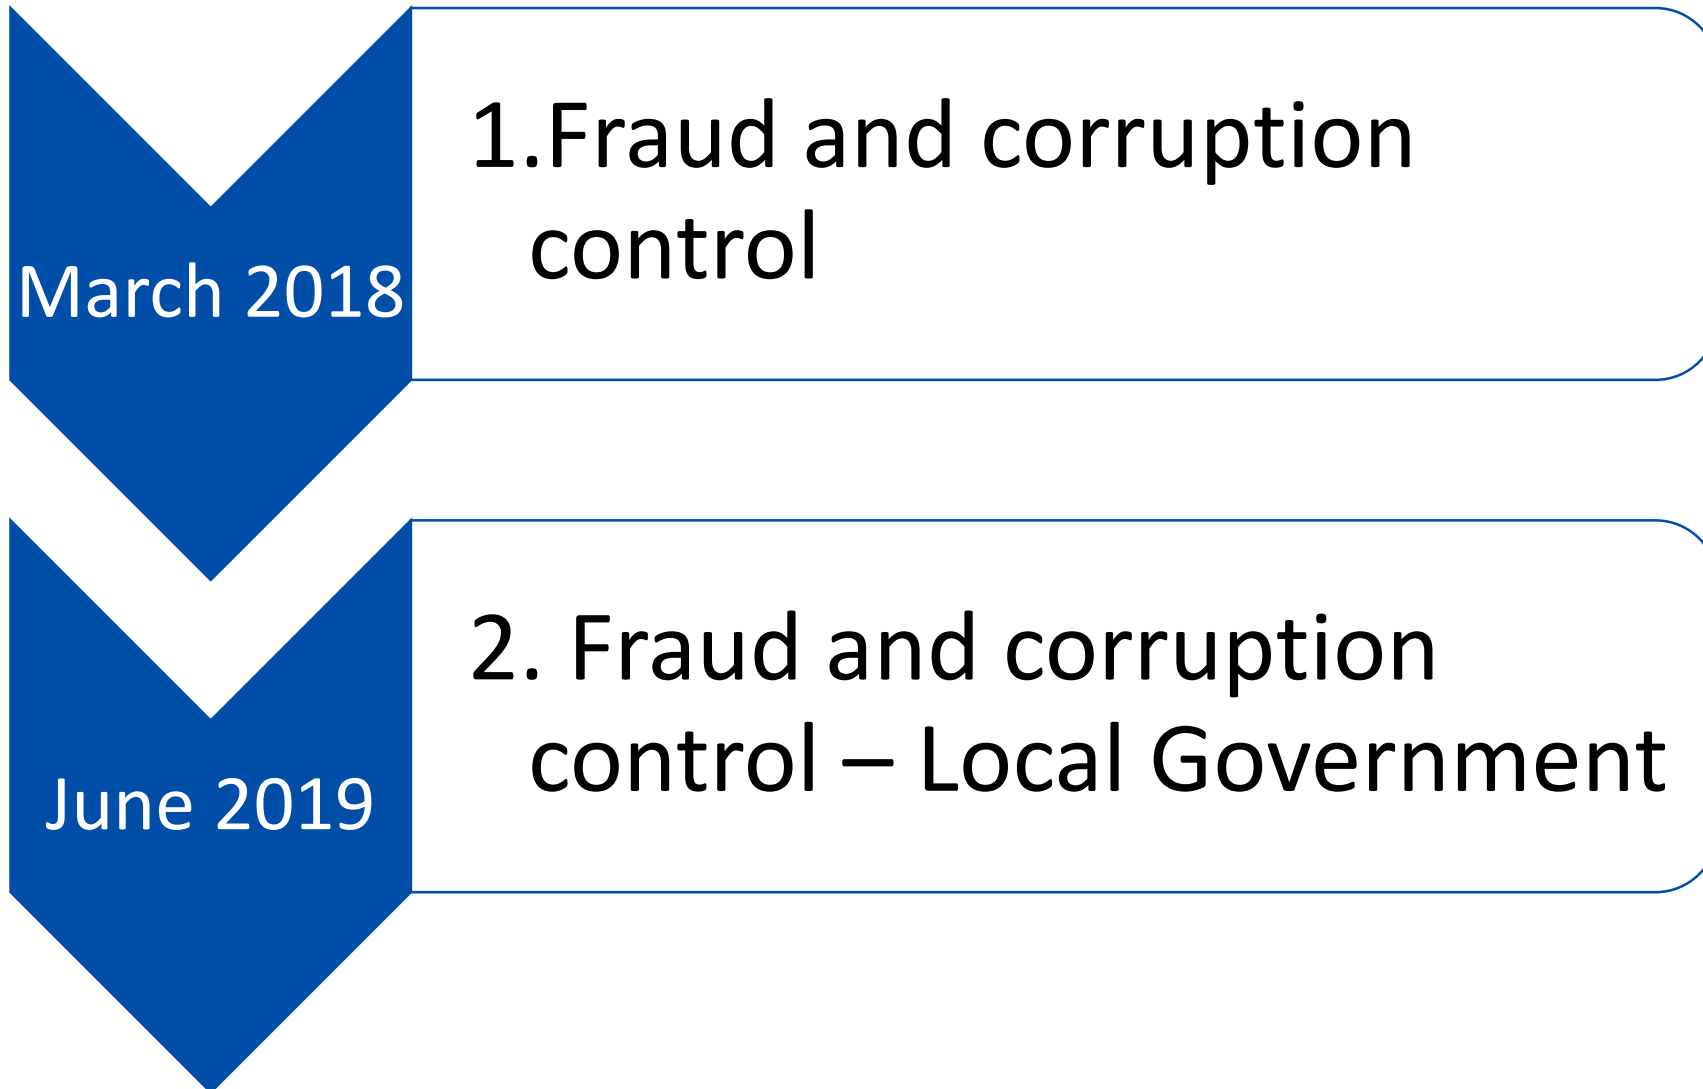 March 2018
1.Fraud and corruption
control
June 2019
2. Fraud and corruption
control – Local Government